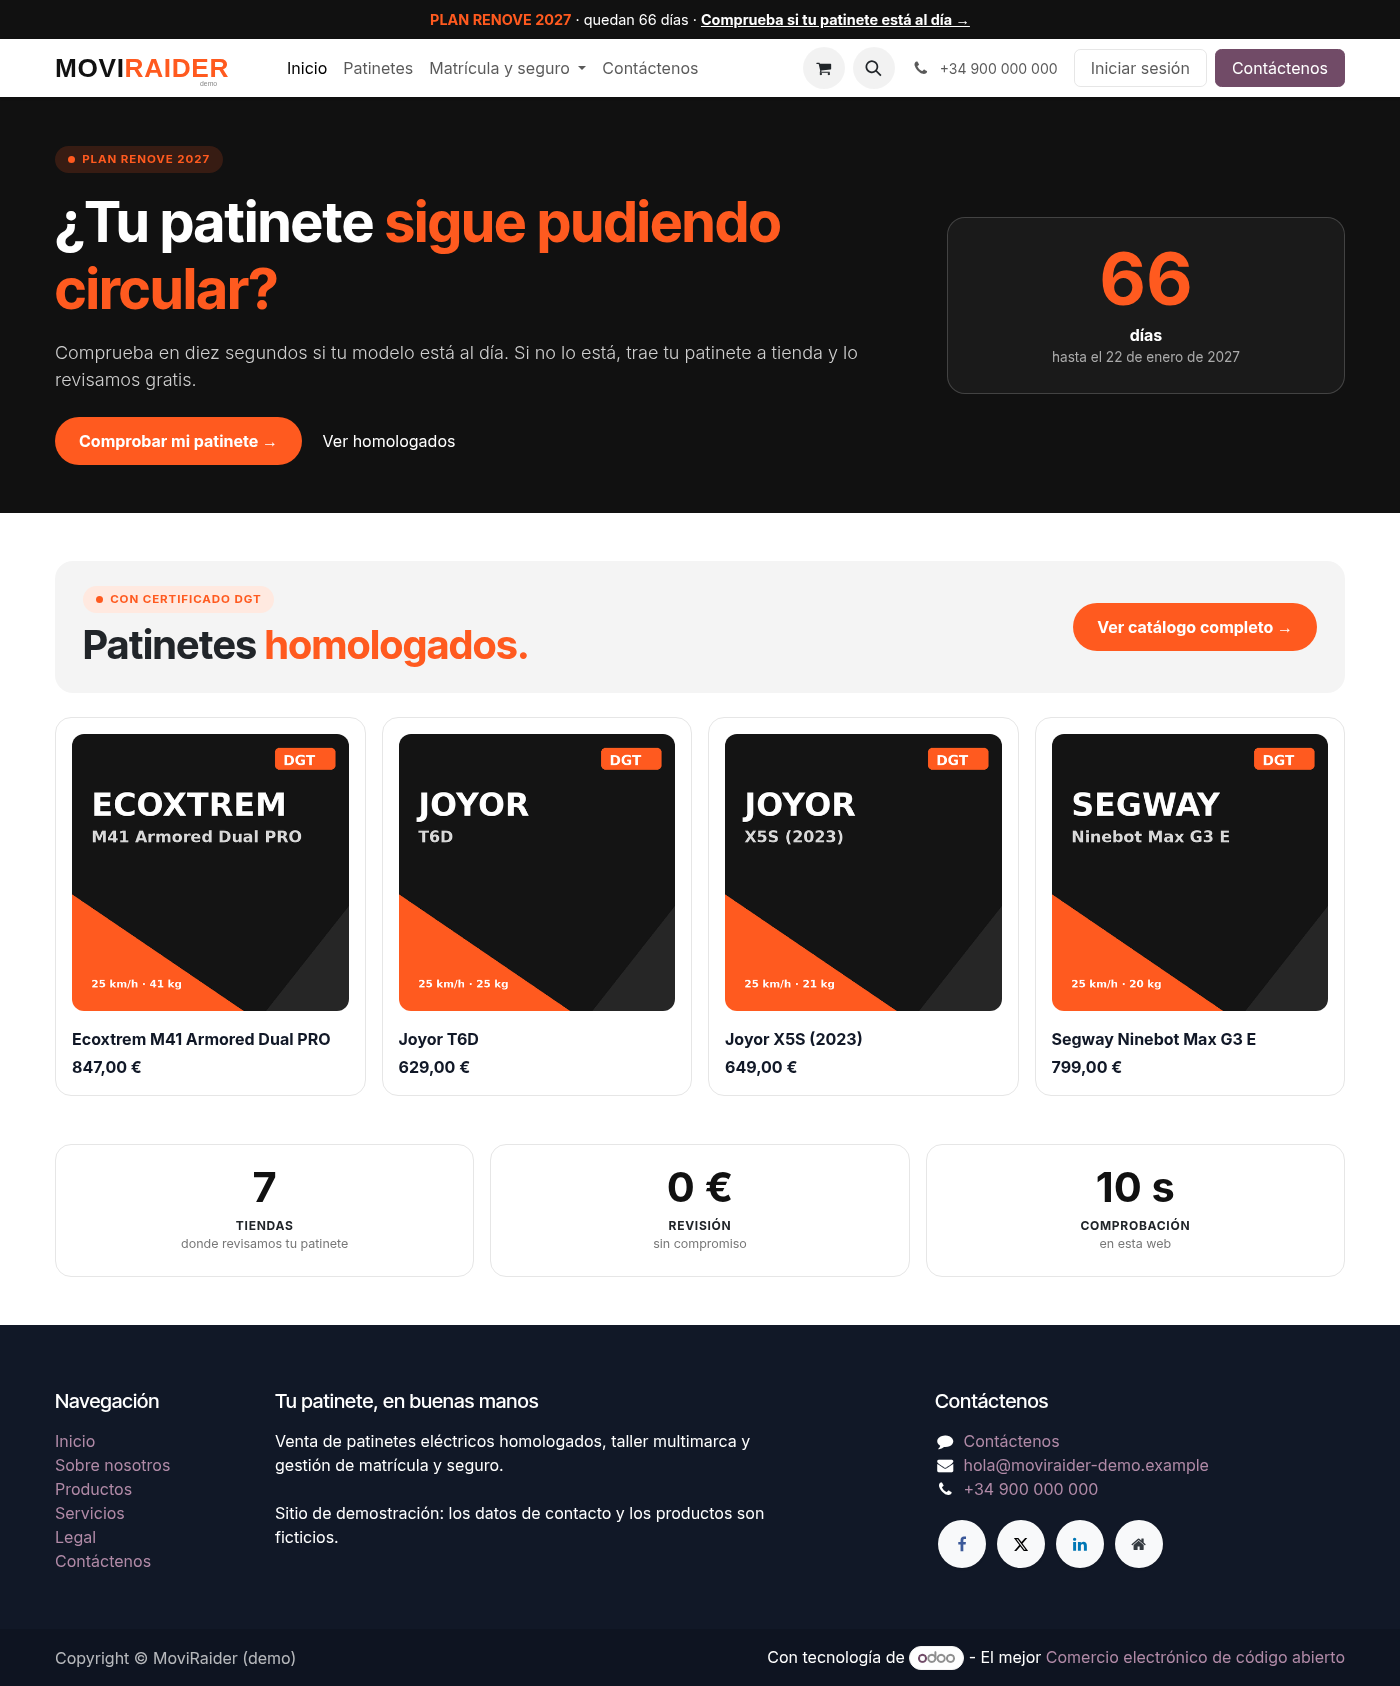 PLAN RENOVE 2027 · quedan 66 días · Comprueba si tu patinete está al día →
MOVIRAIDER
demo
Inicio
Patinetes
Matrícula y seguro
Contáctenos
+34 900 000 000
Iniciar sesión
Contáctenos
PLAN RENOVE 2027
¿Tu patinete sigue pudiendo
circular?
Comprueba en diez segundos si tu modelo está al día. Si no lo está, trae tu patinete a tienda y lo
revisamos gratis.
Comprobar mi patinete →
Ver homologados
66
días
hasta el 22 de enero de 2027
CON CERTIFICADO DGT
Patinetes homologados.
Ver catálogo completo →
DGT
ECOXTREM
M41 Armored Dual PRO
25 km/h · 41 kg
Ecoxtrem M41 Armored Dual PRO
847,00 €
DGT
JOYOR
T6D
25 km/h · 25 kg
Joyor T6D
629,00 €
DGT
JOYOR
X5S (2023)
25 km/h · 21 kg
Joyor X5S (2023)
649,00 €
DGT
SEGWAY
Ninebot Max G3 E
25 km/h · 20 kg
Segway Ninebot Max G3 E
799,00 €
7
TIENDAS
donde revisamos tu patinete
0 €
REVISIÓN
sin compromiso
10 s
COMPROBACIÓN
en esta web
Navegación
Inicio
Sobre nosotros
Productos
Servicios
Legal
Contáctenos
Tu patinete, en buenas manos
Venta de patinetes eléctricos homologados, taller multimarca y
gestión de matrícula y seguro.
Sitio de demostración: los datos de contacto y los productos son
ficticios.
Contáctenos
Contáctenos
hola@moviraider-demo.example
+34 900 000 000
Copyright © MoviRaider (demo)
Con tecnología de odoo - El mejor Comercio electrónico de código abierto